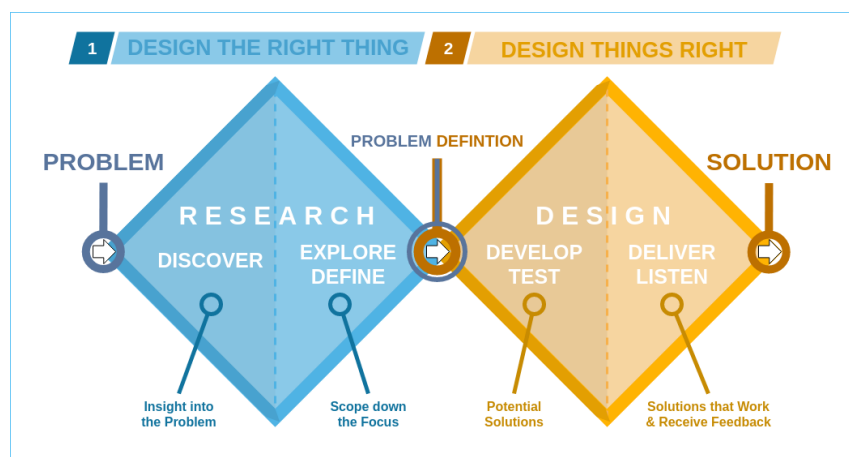 1 DESIGN THE RIGHT THING 2 DESIGN THINGS RIGHT
PROBLEM
PROBLEM DEFINTION
SOLUTION
RESEARCH
DISCOVER
EXPLORE
DEFINE
DESIGN
DEVELOP
TEST
DELIVER
LISTEN
Insight into
the Problem
Scope down
the Focus
Potential
Solutions
Solutions that Work
& Receive Feedback